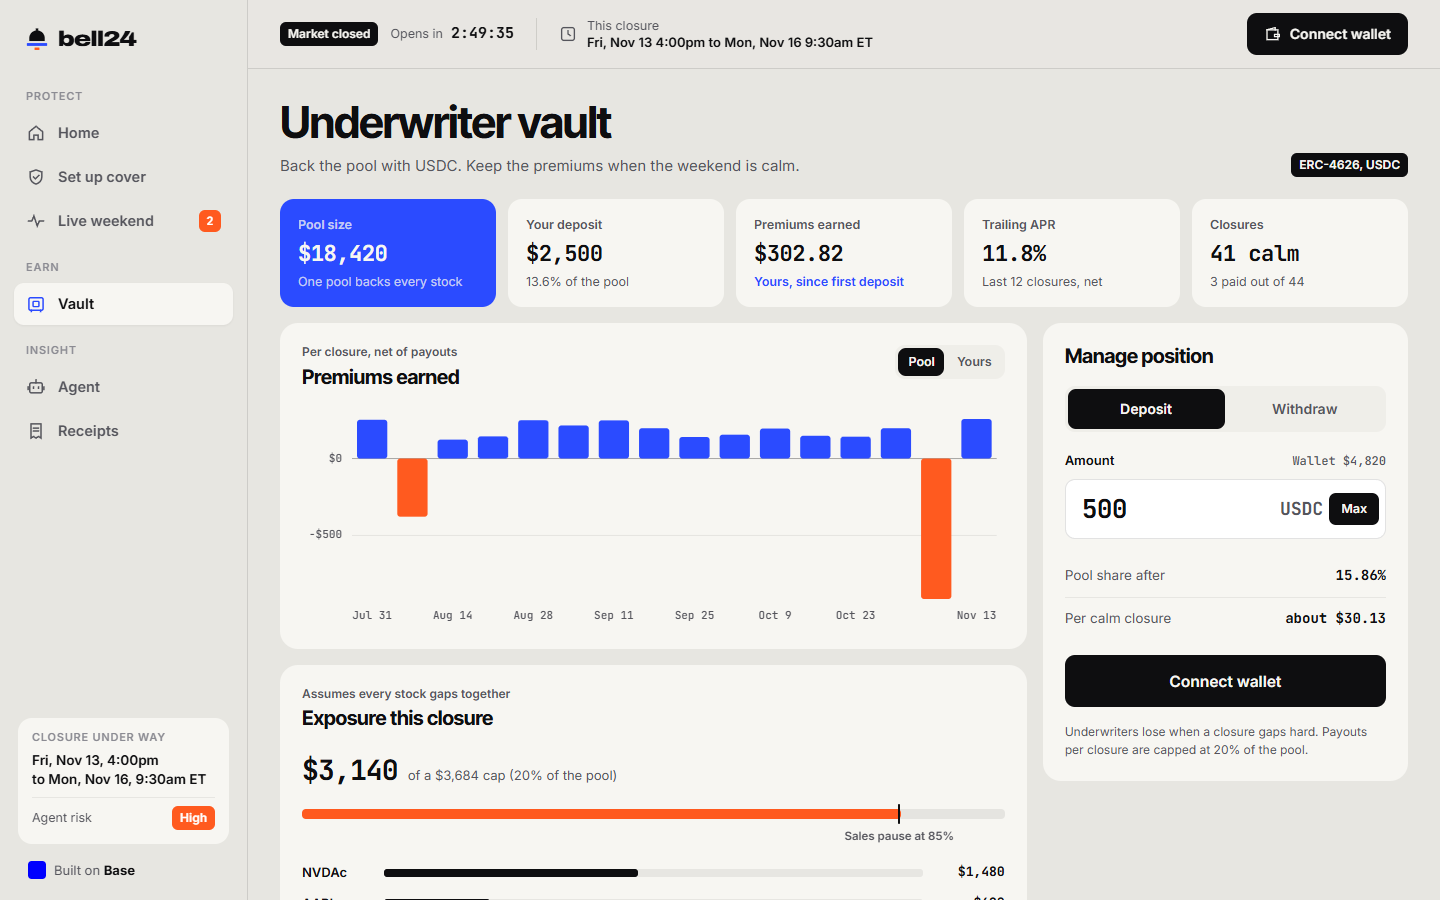 bell24
PROTECT
Home
Set up cover
Live weekend 2
EARN
Vault
INSIGHT
Agent
Receipts
CLOSURE UNDER WAY
Fri, Nov 13, 4:00pm
to Mon, Nov 16, 9:30am ET
Agent risk High
Built on Base
Market closed Opens in 2:49:35
This closure
Fri, Nov 13 4:00pm to Mon, Nov 16 9:30am ET
Connect wallet
Underwriter vault
Back the pool with USDC. Keep the premiums when the weekend is calm.
ERC-4626, USDC
Pool size
$18,420
One pool backs every stock
Your deposit
$2,500
13.6% of the pool
Premiums earned
$302.82
Yours, since first deposit
Trailing APR
11.8%
Last 12 closures, net
Closures
41 calm
3 paid out of 44
Per closure, net of payouts
Premiums earned
Pool Yours
$0
-$500
Jul 31 Aug 14 Aug 28 Sep 11 Sep 25 Oct 9 Oct 23 Nov 13
Assumes every stock gaps together
Exposure this closure
$3,140 of a $3,684 cap (20% of the pool)
Sales pause at 85%
NVDAc $1,480
Manage position
Deposit Withdraw
Amount Wallet $4,820
500 USDC Max
Pool share after 15.86%
Per calm closure about $30.13
Connect wallet
Underwriters lose when a closure gaps hard. Payouts
per closure are capped at 20% of the pool.